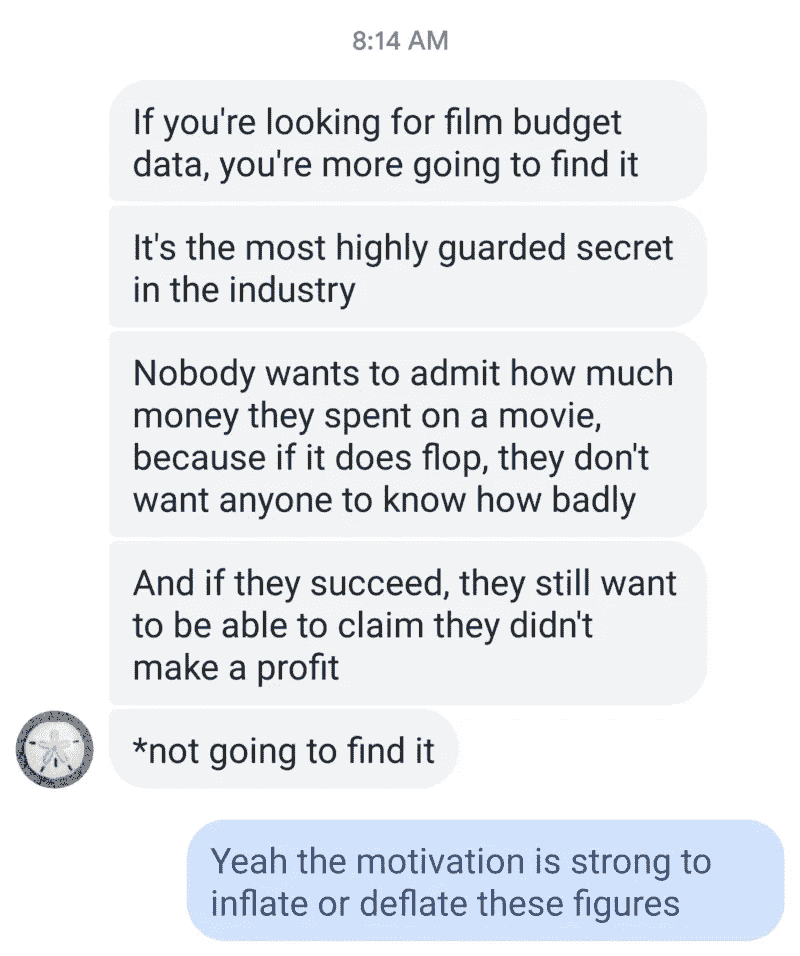 8:14 AM
If you're looking for film budget
data, you're more going to find it
It's the most highly guarded secret
in the industry
Nobody wants to admit how much
money they spent on a movie,
because if it does flop, they don't
want anyone to know how badly
And if they succeed, they still want
to be able to claim they didn't
make a profit
*not going to find it
Yeah the motivation is strong to
inflate or deflate these figures